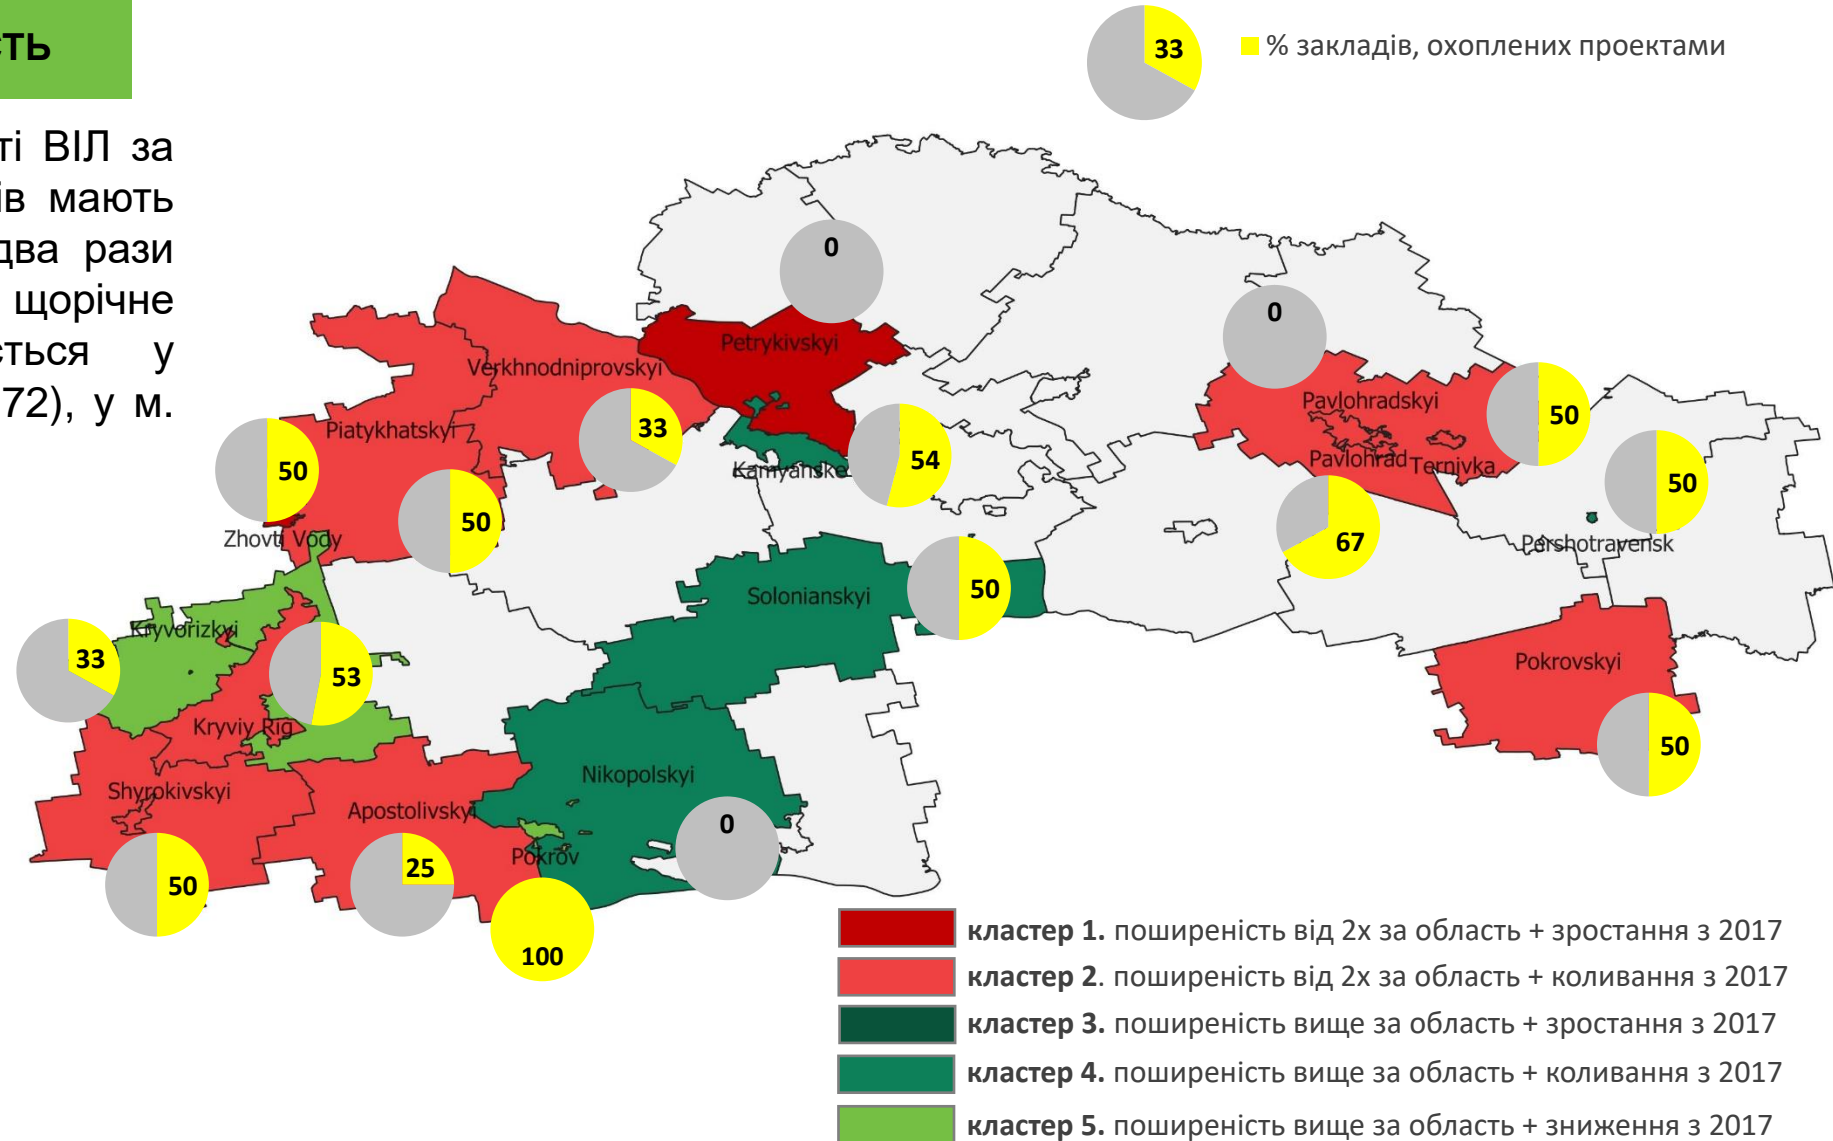 сть
ті ВІЛ за
ів мають
два рази
щорічне
ється у
72), у м.
33
% закладів, охоплених проектами
0
0
Petrykivskyi
Verkhnodniprovskyi
Pavlohradskyi
50
Piatykhatskyi
33
54
Pavlohrad
Ternivka
Kamyanske
50
50
50
Zhovti Vody
67
Pershotravensk
Solonianskyi
50
Kryvorizkyi
33
53
Pokrovskyi
Kryviy Rig
50
Nikopolskyi
Shyrokivskyi
Apostolivskyi
0
Pokrov
25
50
100
кластер 1. поширеність від 2х за область + зростання з 2017
кластер 2. поширеність від 2х за область + коливання з 2017
кластер 3. поширеність вище за область + зростання з 2017
кластер 4. поширеність вище за область + коливання з 2017
кластер 5. поширеність вище за область + зниження з 2017